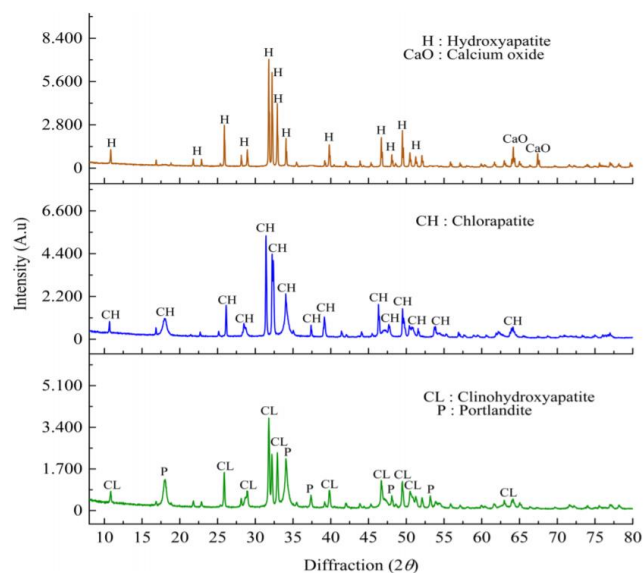 H : Hydroxyapatite
CaO : Calcium oxide
8.400
5.600
2.800
0
H H H H H H H H H H H H H H CaO CaO
CH : Chlorapatite
6.600
4.400
2.200
0
CH CH CH CH CH CH CH CH CH CH CH CH CH CH CH
CL : Clinohydroxyapatite
P : Portlandite
5.100
3.400
1.700
0
CL P CL CL CL CL P P CL CL P CL CL P CL
Intensity (A.u)
10 15 20 25 30 35 40 45 50 55 60 65 70 75 80
Diffraction (2θ)